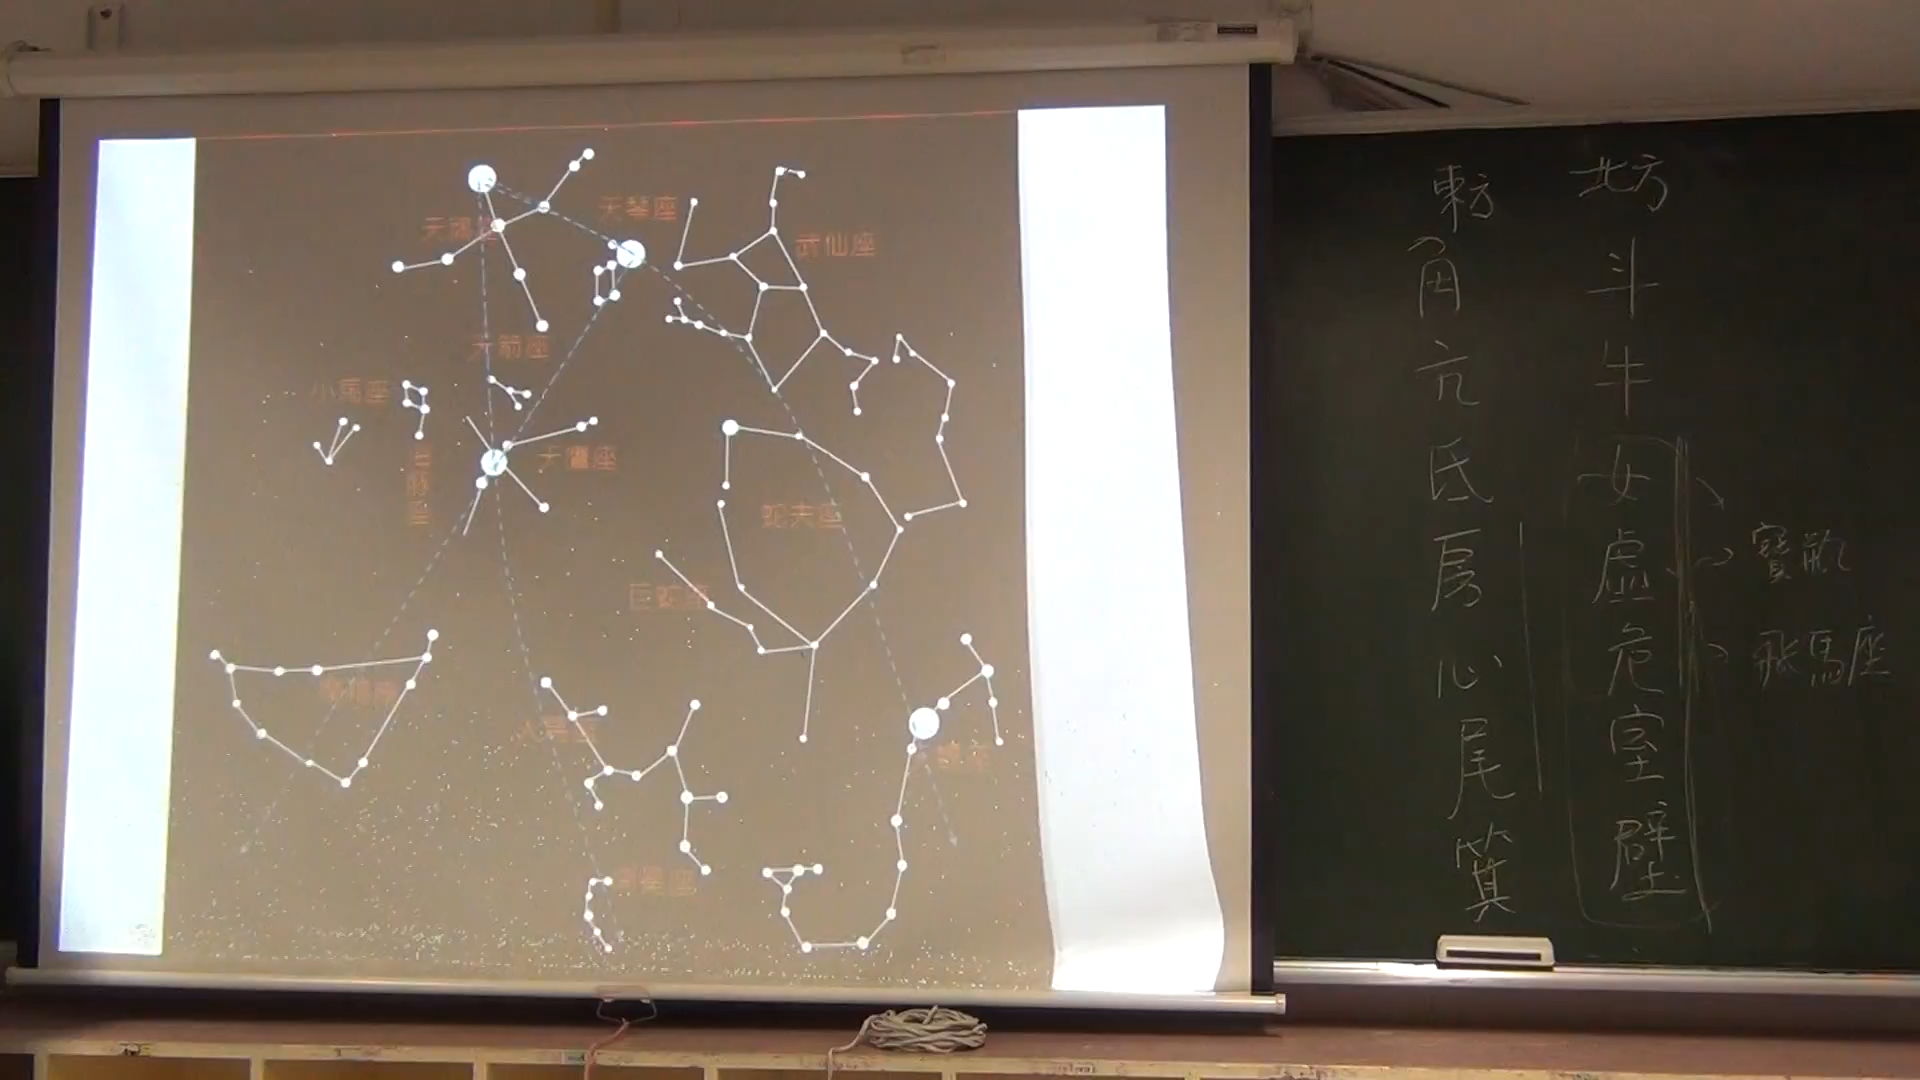 天鵝座
天琴座
武仙座
天箭座
小馬座
海豚座
天鷹座
蛇夫座
巨蛇座
摩羯座
人馬座
天蠍座
東方
角
亢
氐
房
心
尾
箕
北方
斗
牛
女
虛
危
室
壁
寶瓶
飛馬座